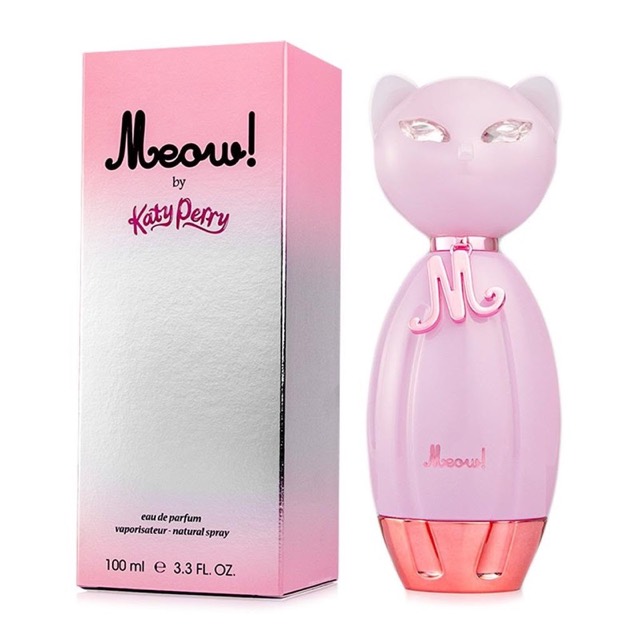 Meow!
by
Katy Perry
eau de parfum
vaporisateur - natural spray
100 ml e 3.3 FL. OZ.
M
Meow!